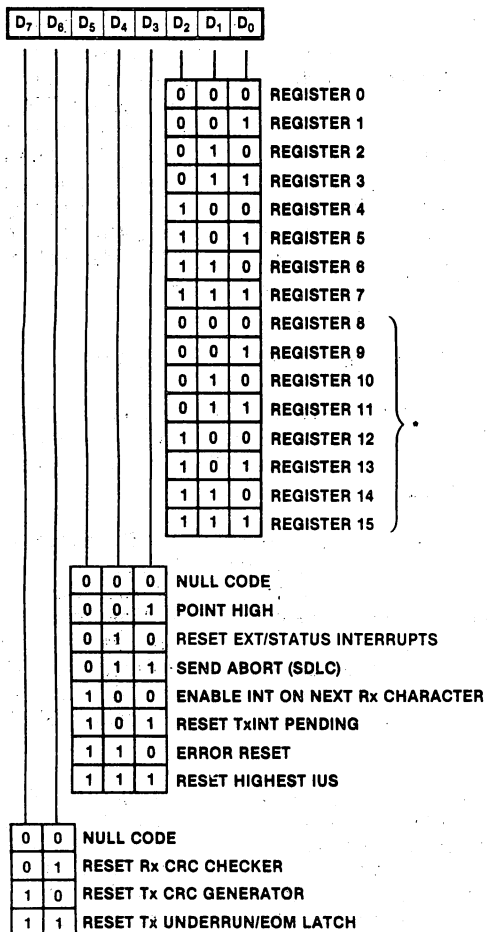 D7 D6 D5 D4 D3 D2 D1 D0
0 0 0 REGISTER 0
0 0 1 REGISTER 1
0 1 0 REGISTER 2
0 1 1 REGISTER 3
1 0 0 REGISTER 4
1 0 1 REGISTER 5
1 1 0 REGISTER 6
1 1 1 REGISTER 7
0 0 0 REGISTER 8
0 0 1 REGISTER 9
0 1 0 REGISTER 10
0 1 1 REGISTER 11
*
1 0 0 REGISTER 12
1 0 1 REGISTER 13
1 1 0 REGISTER 14
1 1 1 REGISTER 15
0 0 0 NULL CODE
0 0 1 POINT HIGH
0 1 0 RESET EXT/STATUS INTERRUPTS
0 1 1 SEND ABORT (SDLC)
1 0 0 ENABLE INT ON NEXT Rx CHARACTER
1 0 1 RESET TxINT PENDING
1 1 0 ERROR RESET
1 1 1 RESET HIGHEST IUS
0 0 NULL CODE
0 1 RESET Rx CRC CHECKER
1 0 RESET Tx CRC GENERATOR
1 1 RESET Tx UNDERRUN/EOM LATCH